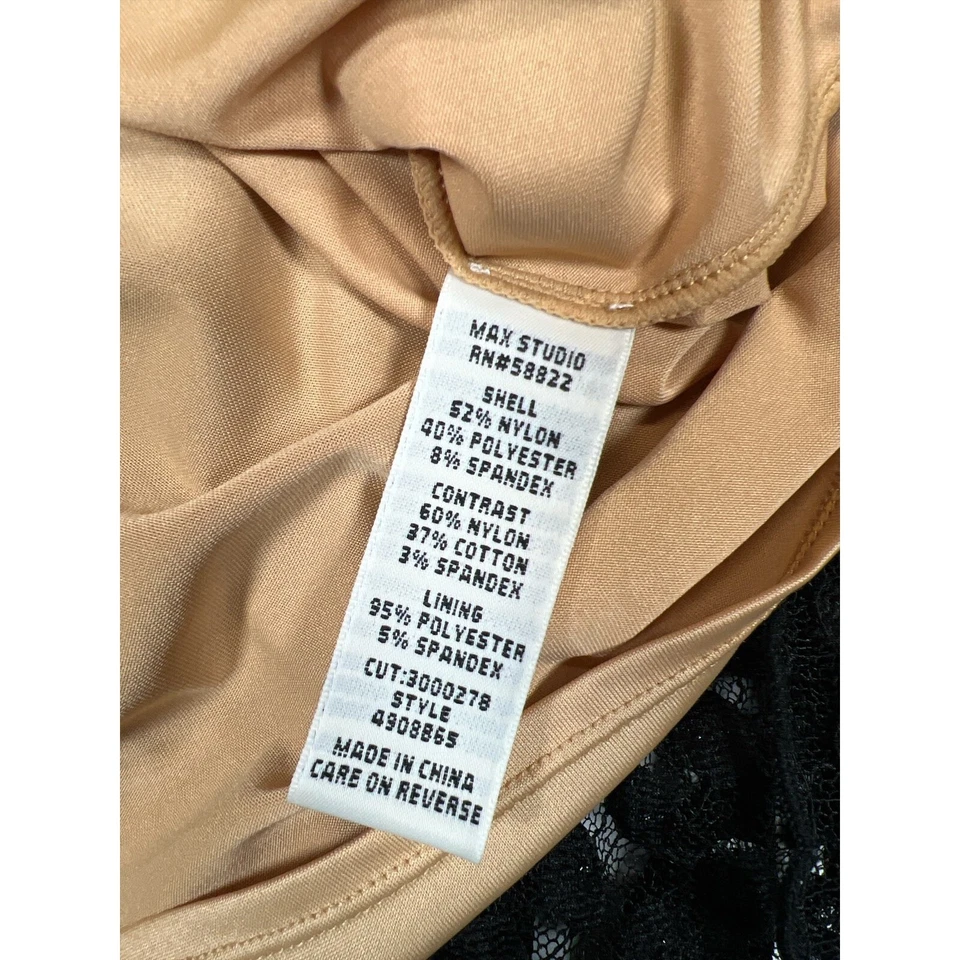 MAX STUDIO
RN#58822
SHELL
52% NYLON
40% POLYESTER
8% SPANDEX
CONTRAST
60% NYLON
37% COTTON
3% SPANDEX
LINING
95% POLYESTER
5% SPANDEX
CUT:3000278
STYLE
4908865
MADE IN CHINA
CARE ON REVERSE